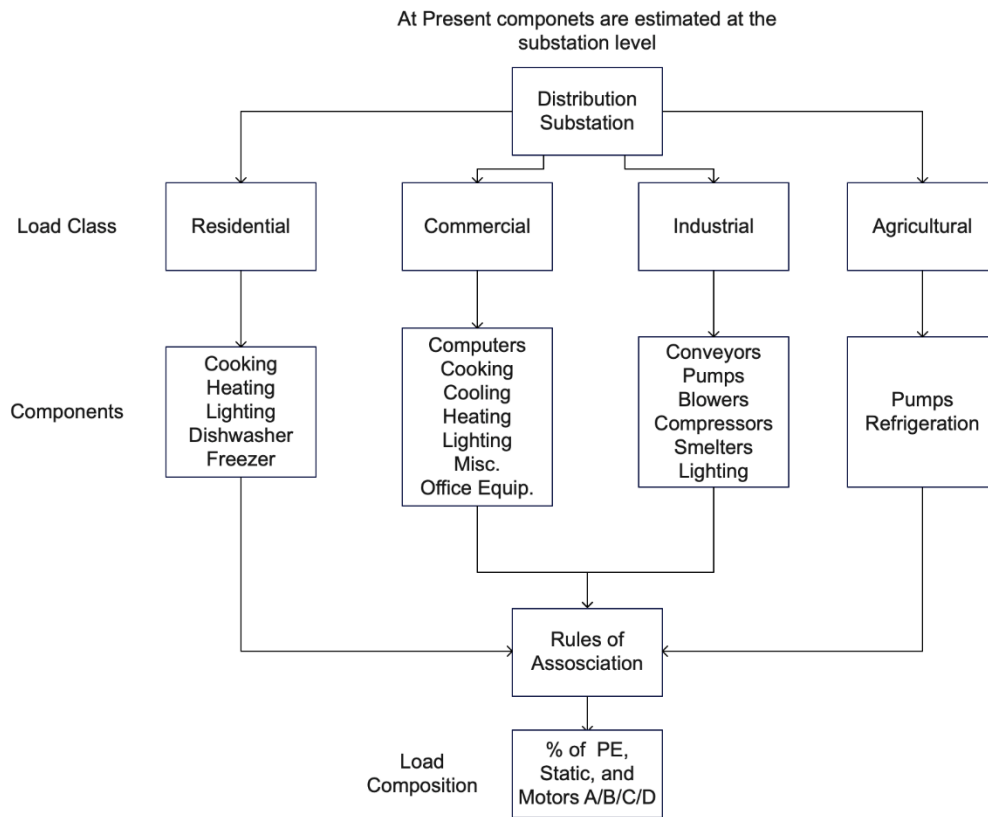 At Present componets are estimated at the
substation level
Distribution
Substation
Load Class
Residential
Commercial
Industrial
Agricultural
Components
Cooking
Heating
Lighting
Dishwasher
Freezer
Computers
Cooking
Cooling
Heating
Lighting
Misc.
Office Equip.
Conveyors
Pumps
Blowers
Compressors
Smelters
Lighting
Pumps
Refrigeration
Rules of
Assosciation
Load
Composition
% of PE,
Static, and
Motors A/B/C/D